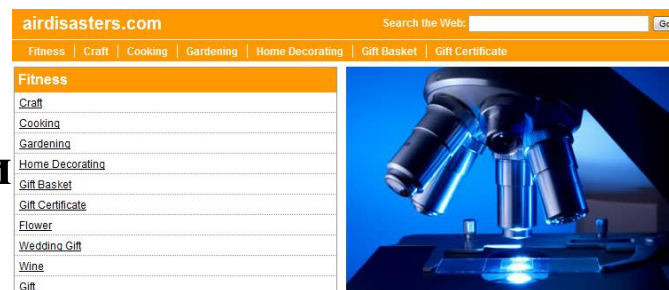 airdisasters.com Search the Web:
Fitness | Craft | Cooking | Gardening | Home Decorating | Gift Basket | Gift Certificate
Fitness
Craft
Cooking
Gardening
Home Decorating
Gift Basket
Gift Certificate
Flower
Wedding Gift
Wine
Gift